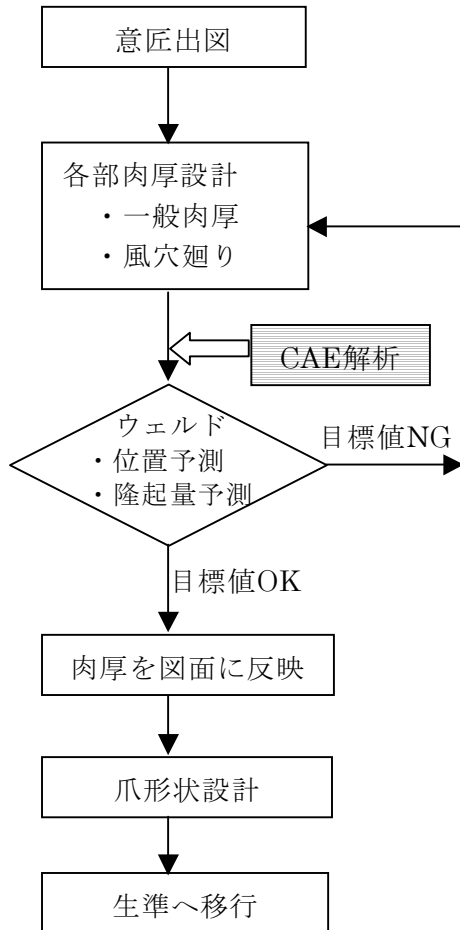 意匠出図
各部肉厚設計
・一般肉厚
・風穴廻り
CAE解析
ウェルド
・位置予測
・隆起量予測
目標値NG
目標値OK
肉厚を図面に反映
爪形状設計
生準へ移行